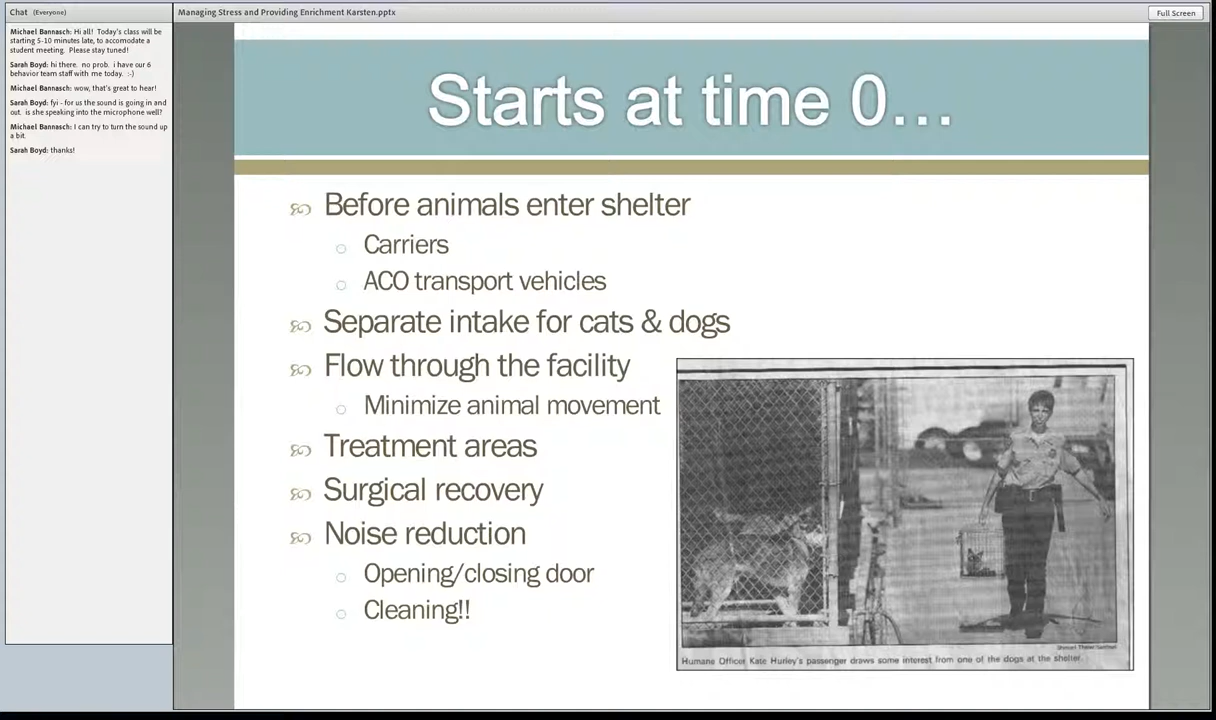 Chat (Everyone)
Michael Bannasch: Hi all! Today's class will be
starting 5-10 minutes late, to accomodate a
student meeting. Please stay tuned!
Sarah Boyd: hi there. no prob. i have our 6
behavior team staff with me today. :-)
Michael Bannasch: wow, that's great to hear!
Sarah Boyd: fyi - for us the sound is going in and
out. is she speaking into the microphone well?
Michael Bannasch: I can try to turn the sound up
a bit.
Sarah Boyd: thanks!
Managing Stress and Providing Enrichment Karsten.pptx
Full Screen
Starts at time 0...
Before animals enter shelter
Carriers
ACO transport vehicles
Separate intake for cats & dogs
Flow through the facility
Minimize animal movement
Treatment areas
Surgical recovery
Noise reduction
Opening/closing door
Cleaning!!
Humane Officer Kate Hurley's passenger draws some interest from one of the dogs at the shelter.